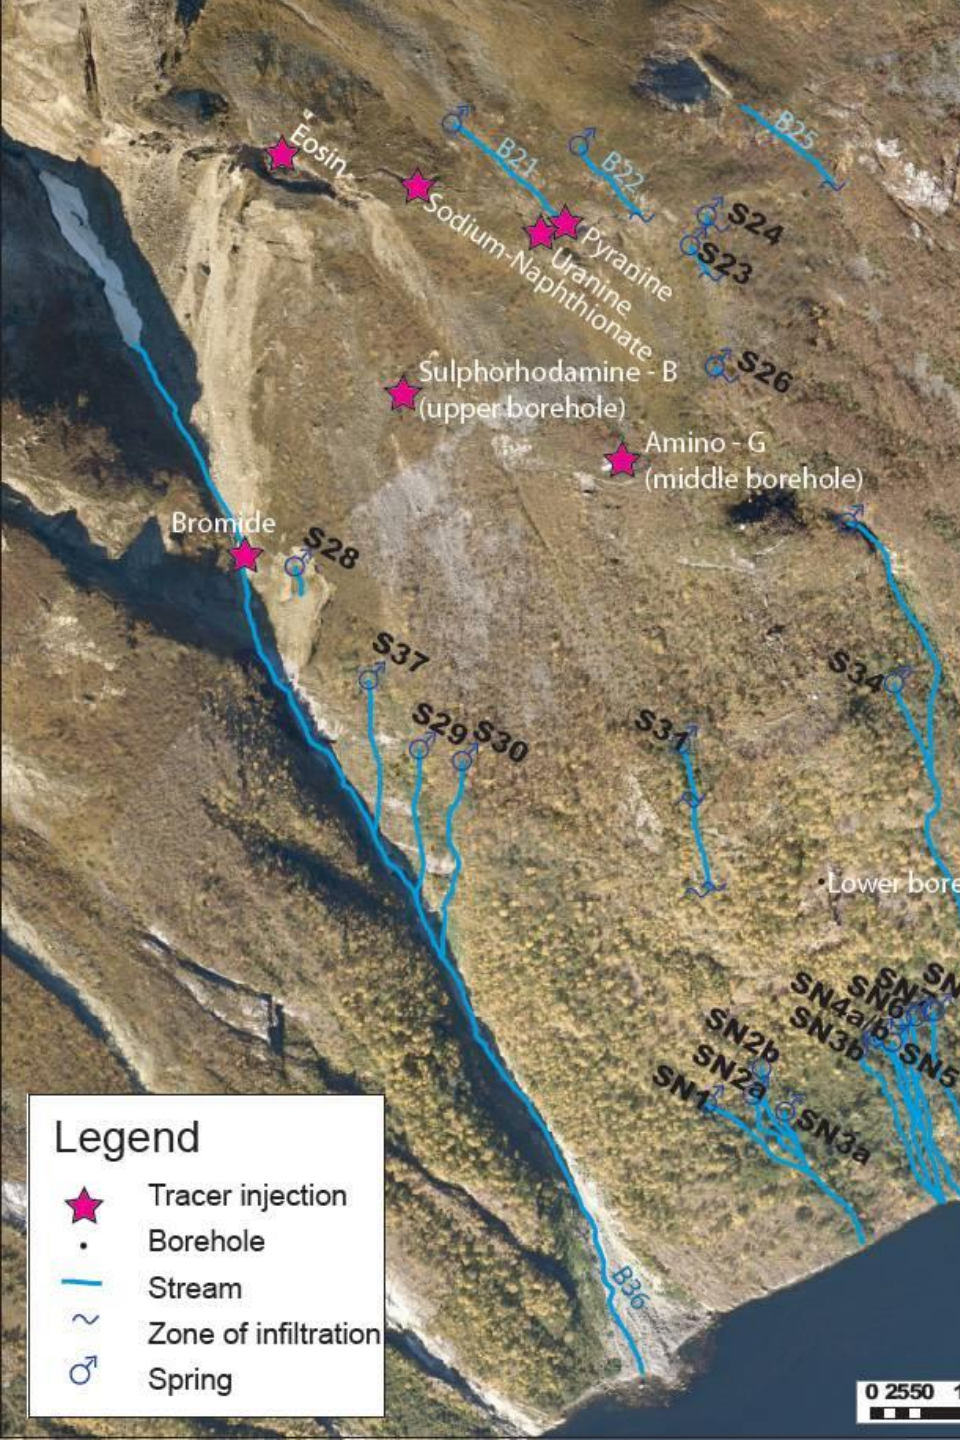 Eosin
B21
B22
B25
Sodium-Naphthionate
Uranine
Pyranine
S24
S23
S26
Sulphorhodamine - B
(upper borehole)
Amino - G
(middle borehole)
Bromide
S28
S37
S29
S30
S31
S34
Lower bore
SN6
SN4a/b
SN3b
SN5
SN2b
SN2a
SN1
SN3a
B36
Legend
Tracer injection
Borehole
Stream
Zone of infiltration
Spring
0 2550